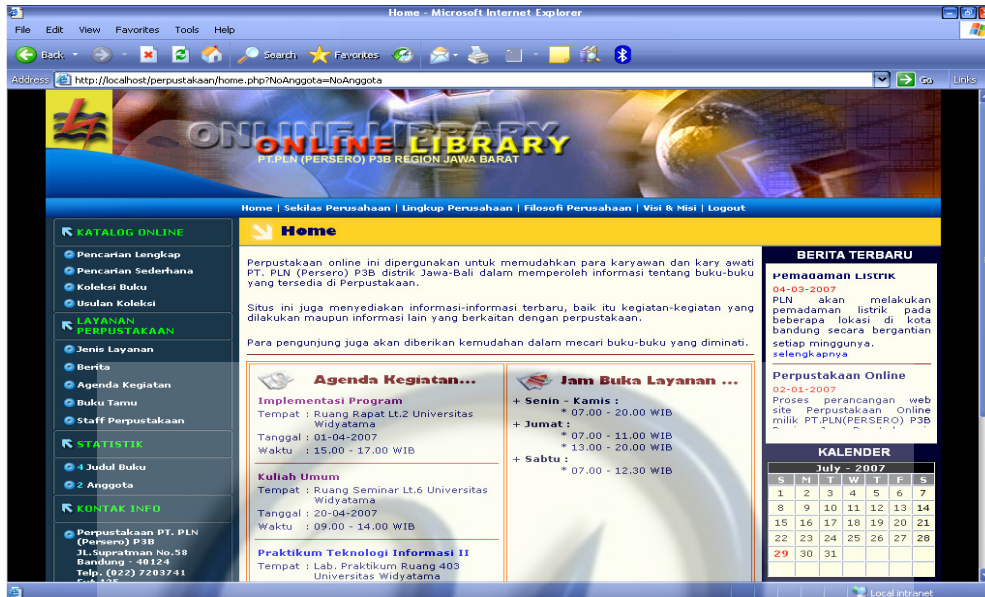 Home - Microsoft Internet Explorer
File Edit View Favorites Tools Help
Back Search Favorites
Address http://localhost/perpustakaan/home.php?NoAnggota=NoAnggota Go Links
ONLINE LIBRARY
ONLINE LIBRARY
PT.PLN (PERSERO) P3B REGION JAWA BARAT
Home | Sekilas Perusahaan | Lingkup Perusahaan | Filosofi Perusahaan | Visi & Misi | Logout
KATALOG ONLINE
Pencarian Lengkap
Pencarian Sederhana
Koleksi Buku
Usulan Koleksi
LAYANAN
PERPUSTAKAAN
Jenis Layanan
Berita
Agenda Kegiatan
Buku Tamu
Staff Perpustakaan
STATISTIK
4 Judul Buku
2 Anggota
KONTAK INFO
Perpustakaan PT. PLN
(Persero) P3B
JL.Supratman No.58
Bandung - 40124
Telp. (022) 7203741
Home
Perpustakaan online ini dipergunakan untuk memudahkan para karyawan dan kary awati
PT. PLN (Persero) P3B distrik Jawa-Bali dalam memperoleh informasi tentang buku-buku
yang tersedia di Perpustakaan.
Situs ini juga menyediakan informasi-informasi terbaru, baik itu kegiatan-kegiatan yang
dilakukan maupun informasi lain yang berkaitan dengan perpustakaan.
Para pengunjung juga akan diberikan kemudahan dalam mecari buku-buku yang diminati.
Agenda Kegiatan...
Implementasi Program
Tempat : Ruang Rapat Lt.2 Universitas
Widyatama
Tanggal : 01-04-2007
Waktu : 15.00 - 17.00 WIB
Kuliah Umum
Tempat : Ruang Seminar Lt.6 Universitas
Widyatama
Tanggal : 20-04-2007
Waktu : 09.00 - 14.00 WIB
Praktikum Teknologi Informasi II
Tempat : Lab. Praktikum Ruang 403
Universitas Widyatama
Jam Buka Layanan ...
+ Senin - Kamis :
* 07.00 - 20.00 WIB
+ Jumat :
* 07.00 - 11.00 WIB
* 13.00 - 20.00 WIB
+ Sabtu :
* 07.00 - 12.30 WIB
BERITA TERBARU
Pemadaman Listrik
04-03-2007
PLN akan melakukan
pemadaman listrik pada
beberapa lokasi di kota
bandung secara bergantian
setiap minggunya.
selengkapnya
Perpustakaan Online
02-01-2007
Proses perancangan web
site Perpustakaan Online
milik PT.PLN(PERSERO) P3B
KALENDER
July - 2007
S M T W T F S
1 2 3 4 5 6 7
8 9 10 11 12 13 14
15 16 17 18 19 20 21
22 23 24 25 26 27 28
29 30 31
Local intranet